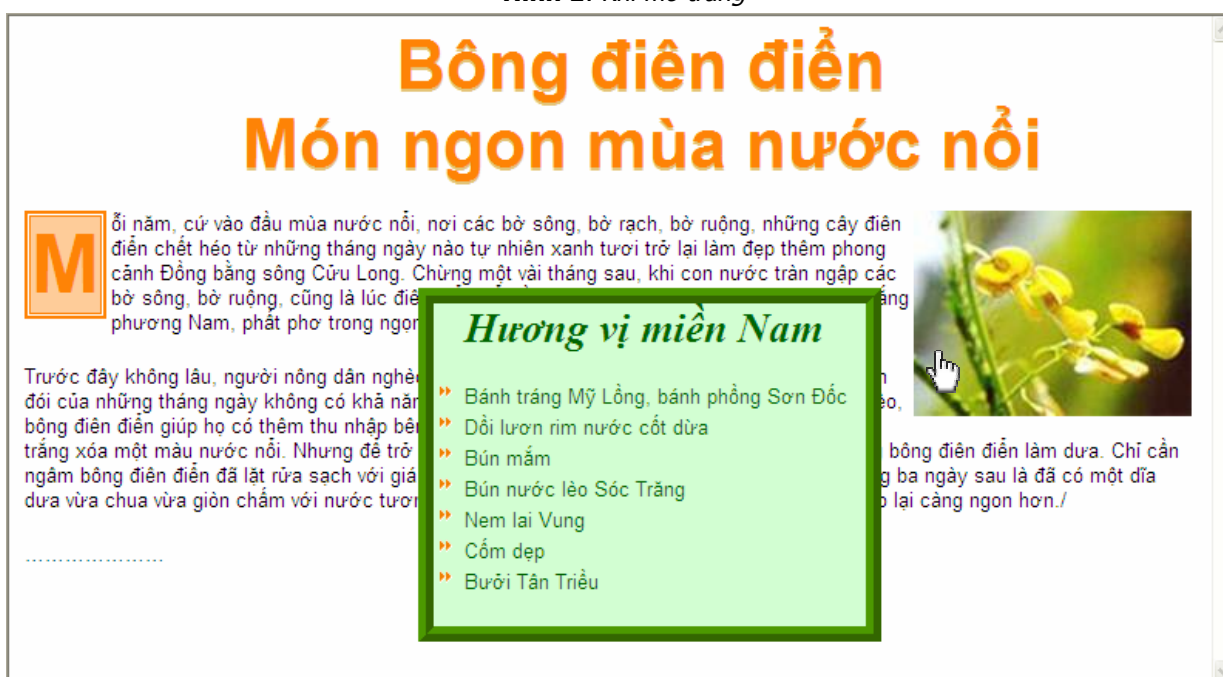 Bông điên điển
Món ngon mùa nước nổi
M
ỗi năm, cứ vào đầu mùa nước nổi, nơi các bờ sông, bờ rạch, bờ ruộng, những cây điên
điển chết héo từ những tháng ngày nào tự nhiên xanh tươi trở lại làm đẹp thêm phong
cảnh Đồng bằng sông Cửu Long. Chừng một vài tháng sau, khi con nước tràn ngập các
bờ sông, bờ ruộng, cũng là lúc
phương Nam, phất phơ trong
Trước đây không lâu, người nông dân
đói của những tháng ngày không có khả
bông điên điển giúp họ có thêm thu nhập
trắng xóa một màu nước nổi. Nhưng để trở bông điên điển làm dưa. Chỉ cần
ngâm bông điên điển đã lặt rửa sạch với ba ngày sau là đã có một dĩa
dưa vừa chua vừa giòn chấm với nước lại càng ngon hơn./
…………………
Hương vị miền Nam
Bánh tráng Mỹ Lồng, bánh phồng Sơn Đốc
Dồi lươn rim nước cốt dừa
Bún mắm
Bún nước lèo Sóc Trăng
Nem lai Vung
Cốm dẹp
Bưởi Tân Triều